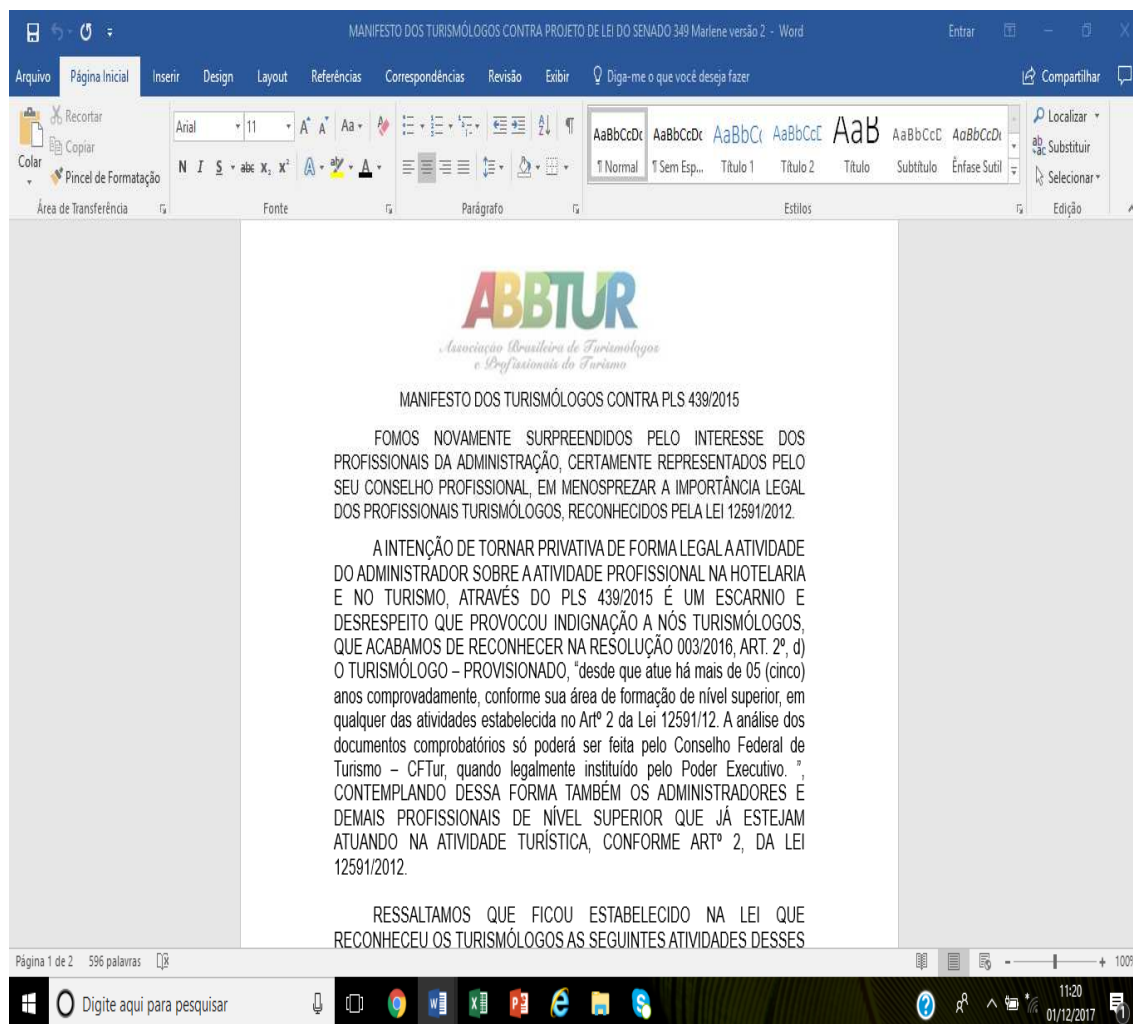 MANIFESTO DOS TURISMÓLOGOS CONTRA PROJETO DE LEI DO SENADO 349 Marlene versão 2 - Word
Entrar
Arquivo Página Inicial Inserir Design Layout Referências Correspondências Revisão Exibir Diga-me o que você deseja fazer Compartilhar
Colar
Recortar
Copiar
Pincel de Formatação
Área de Transferência
Arial 11
N I S abc X₂ X²
Fonte
Parágrafo
AaBbCcDc AaBbCcDc AaBbC( AaBbCcE AaB AaBbCcD AaBbCcDt
¶ Normal ¶ Sem Esp... Título 1 Título 2 Título Subtítulo Ênfase Sutil
Estilos
Localizar
Substituir
Selecionar
Edição
ABBTUR
Associação Brasileira de Turismólogos
e Profissionais do Turismo
MANIFESTO DOS TURISMÓLOGOS CONTRA PLS 439/2015
FOMOS NOVAMENTE SURPREENDIDOS PELO INTERESSE DOS
PROFISSIONAIS DA ADMINISTRAÇÃO, CERTAMENTE REPRESENTADOS PELO
SEU CONSELHO PROFISSIONAL, EM MENOSPREZAR A IMPORTÂNCIA LEGAL
DOS PROFISSIONAIS TURISMÓLOGOS, RECONHECIDOS PELA LEI 12591/2012.
A INTENÇÃO DE TORNAR PRIVATIVA DE FORMA LEGAL A ATIVIDADE
DO ADMINISTRADOR SOBRE A ATIVIDADE PROFISSIONAL NA HOTELARIA
E NO TURISMO, ATRAVÉS DO PLS 439/2015 É UM ESCARNIO E
DESRESPEITO QUE PROVOCOU INDIGNAÇÃO A NÓS TURISMÓLOGOS,
QUE ACABAMOS DE RECONHECER NA RESOLUÇÃO 003/2016, ART. 2º, d)
O TURISMÓLOGO – PROVISIONADO, “desde que atue há mais de 05 (cinco)
anos comprovadamente, conforme sua área de formação de nível superior, em
qualquer das atividades estabelecida no Artº 2 da Lei 12591/12. A análise dos
documentos comprobatórios só poderá ser feita pelo Conselho Federal de
Turismo – CFTur, quando legalmente instituído pelo Poder Executivo. ”,
CONTEMPLANDO DESSA FORMA TAMBÉM OS ADMINISTRADORES E
DEMAIS PROFISSIONAIS DE NÍVEL SUPERIOR QUE JÁ ESTEJAM
ATUANDO NA ATIVIDADE TURÍSTICA, CONFORME ARTº 2, DA LEI
12591/2012.
RESSALTAMOS QUE FICOU ESTABELECIDO NA LEI QUE
RECONHECEU OS TURISMÓLOGOS AS SEGUINTES ATIVIDADES DESSES
Página 1 de 2 596 palavras
100%
Digite aqui para pesquisar
11:20
01/12/2017